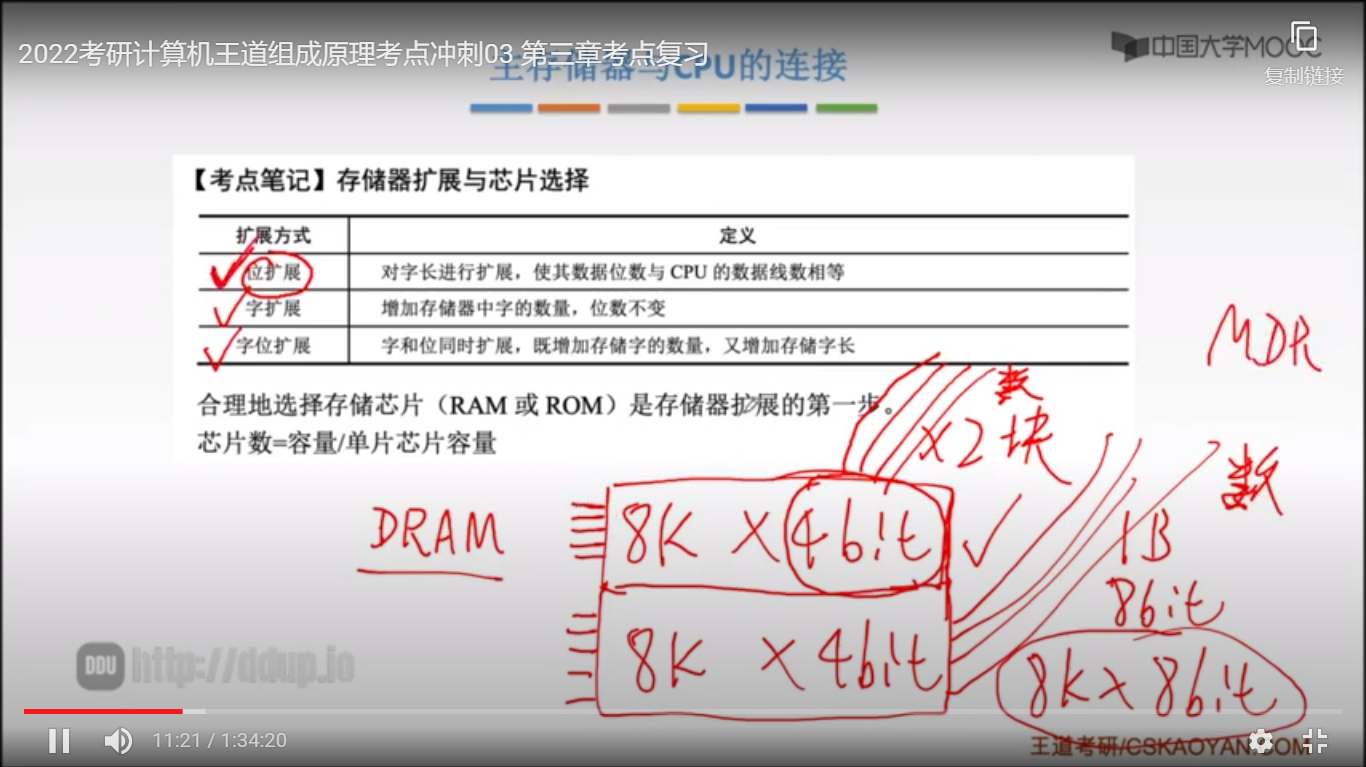 2022考研计算机王道组成原理考点冲刺03 第三章考点复习
主存储器与CPU的连接
中国大学MOOC
复制链接
【考点笔记】存储器扩展与芯片选择
扩展方式 定义
位扩展 对字长进行扩展，使其数据位数与 CPU 的数据线数相等
字扩展 增加存储器中字的数量，位数不变
字位扩展 字和位同时扩展，既增加存储字的数量，又增加存储字长
合理地选择存储芯片（RAM 或 ROM）是存储器扩展的第一步。
芯片数=容量/单片芯片容量
MDR
数
×2块
数
DRAM
8K ×4bit
1B
8bit
8K ×4bit
8K×8bit
DDU http://ddup.io
11:21 / 1:34:20
王道考研/CSKAOYAN.COM